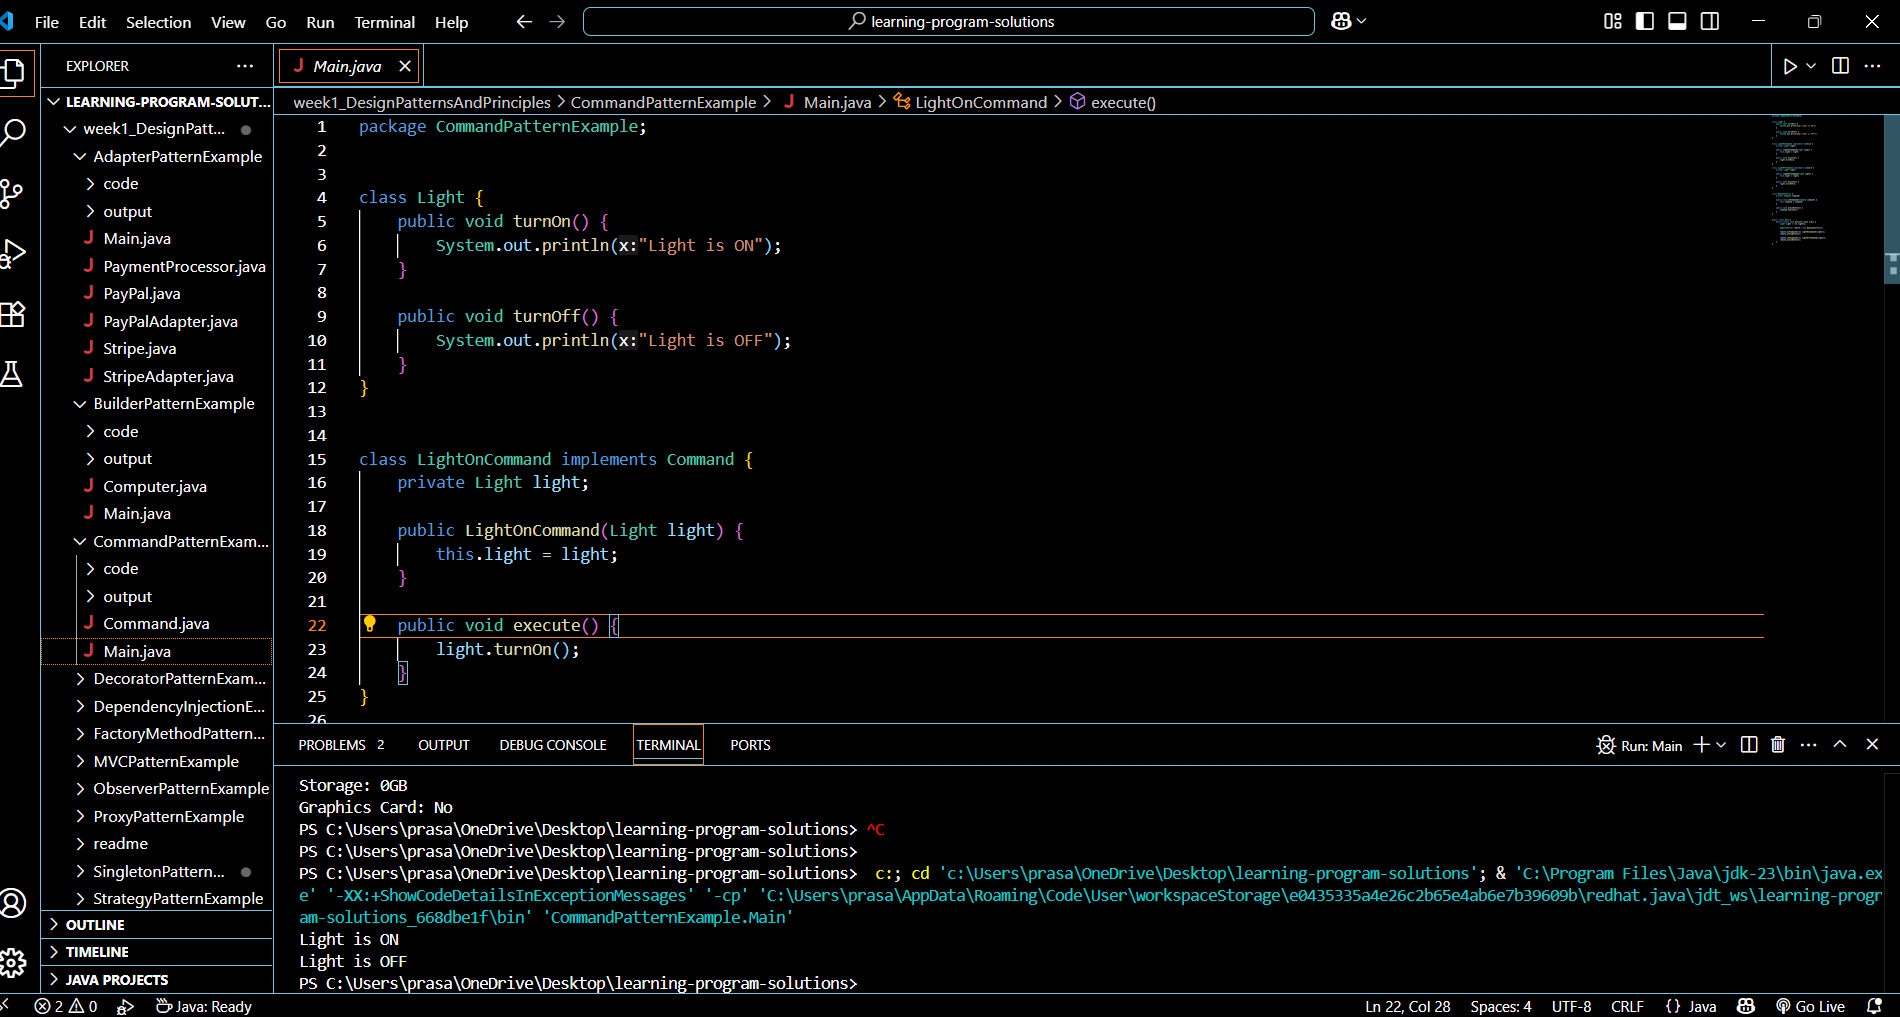 File Edit Selection View Go Run Terminal Help
learning-program-solutions
EXPLORER
LEARNING-PROGRAM-SOLUT...
week1_DesignPatt...
AdapterPatternExample
code
output
Main.java
PaymentProcessor.java
PayPal.java
PayPalAdapter.java
Stripe.java
StripeAdapter.java
BuilderPatternExample
code
output
Computer.java
Main.java
CommandPatternExam...
code
output
Command.java
Main.java
DecoratorPatternExam...
DependencyInjectionE...
FactoryMethodPattern...
MVCPatternExample
ObserverPatternExample
ProxyPatternExample
readme
SingletonPattern...
StrategyPatternExample
OUTLINE
TIMELINE
JAVA PROJECTS
Main.java
week1_DesignPatternsAndPrinciples > CommandPatternExample > Main.java > LightOnCommand > execute()
1 package CommandPatternExample;
2
3
4 class Light {
5 public void turnOn() {
6 System.out.println(x:"Light is ON");
7 }
8
9 public void turnOff() {
10 System.out.println(x:"Light is OFF");
11 }
12 }
13
14
15 class LightOnCommand implements Command {
16 private Light light;
17
18 public LightOnCommand(Light light) {
19 this.light = light;
20 }
21
22 public void execute() {
23 light.turnOn();
24 }
25 }
26
PROBLEMS 2 OUTPUT DEBUG CONSOLE TERMINAL PORTS
Run: Main
Storage: 0GB
Graphics Card: No
PS C:\Users\prasa\OneDrive\Desktop\learning-program-solutions> ^C
PS C:\Users\prasa\OneDrive\Desktop\learning-program-solutions>
PS C:\Users\prasa\OneDrive\Desktop\learning-program-solutions> c:; cd 'c:\Users\prasa\OneDrive\Desktop\learning-program-solutions'; & 'C:\Program Files\Java\jdk-23\bin\java.ex
e' '-XX:+ShowCodeDetailsInExceptionMessages' '-cp' 'C:\Users\prasa\AppData\Roaming\Code\User\workspaceStorage\e0435335a4e26c2b65e4ab6e7b39609b\redhat.java\jdt_ws\learning-progr
am-solutions_668dbe1f\bin' 'CommandPatternExample.Main'
Light is ON
Light is OFF
PS C:\Users\prasa\OneDrive\Desktop\learning-program-solutions>
2 0 Java: Ready Ln 22, Col 28 Spaces: 4 UTF-8 CRLF {} Java Go Live